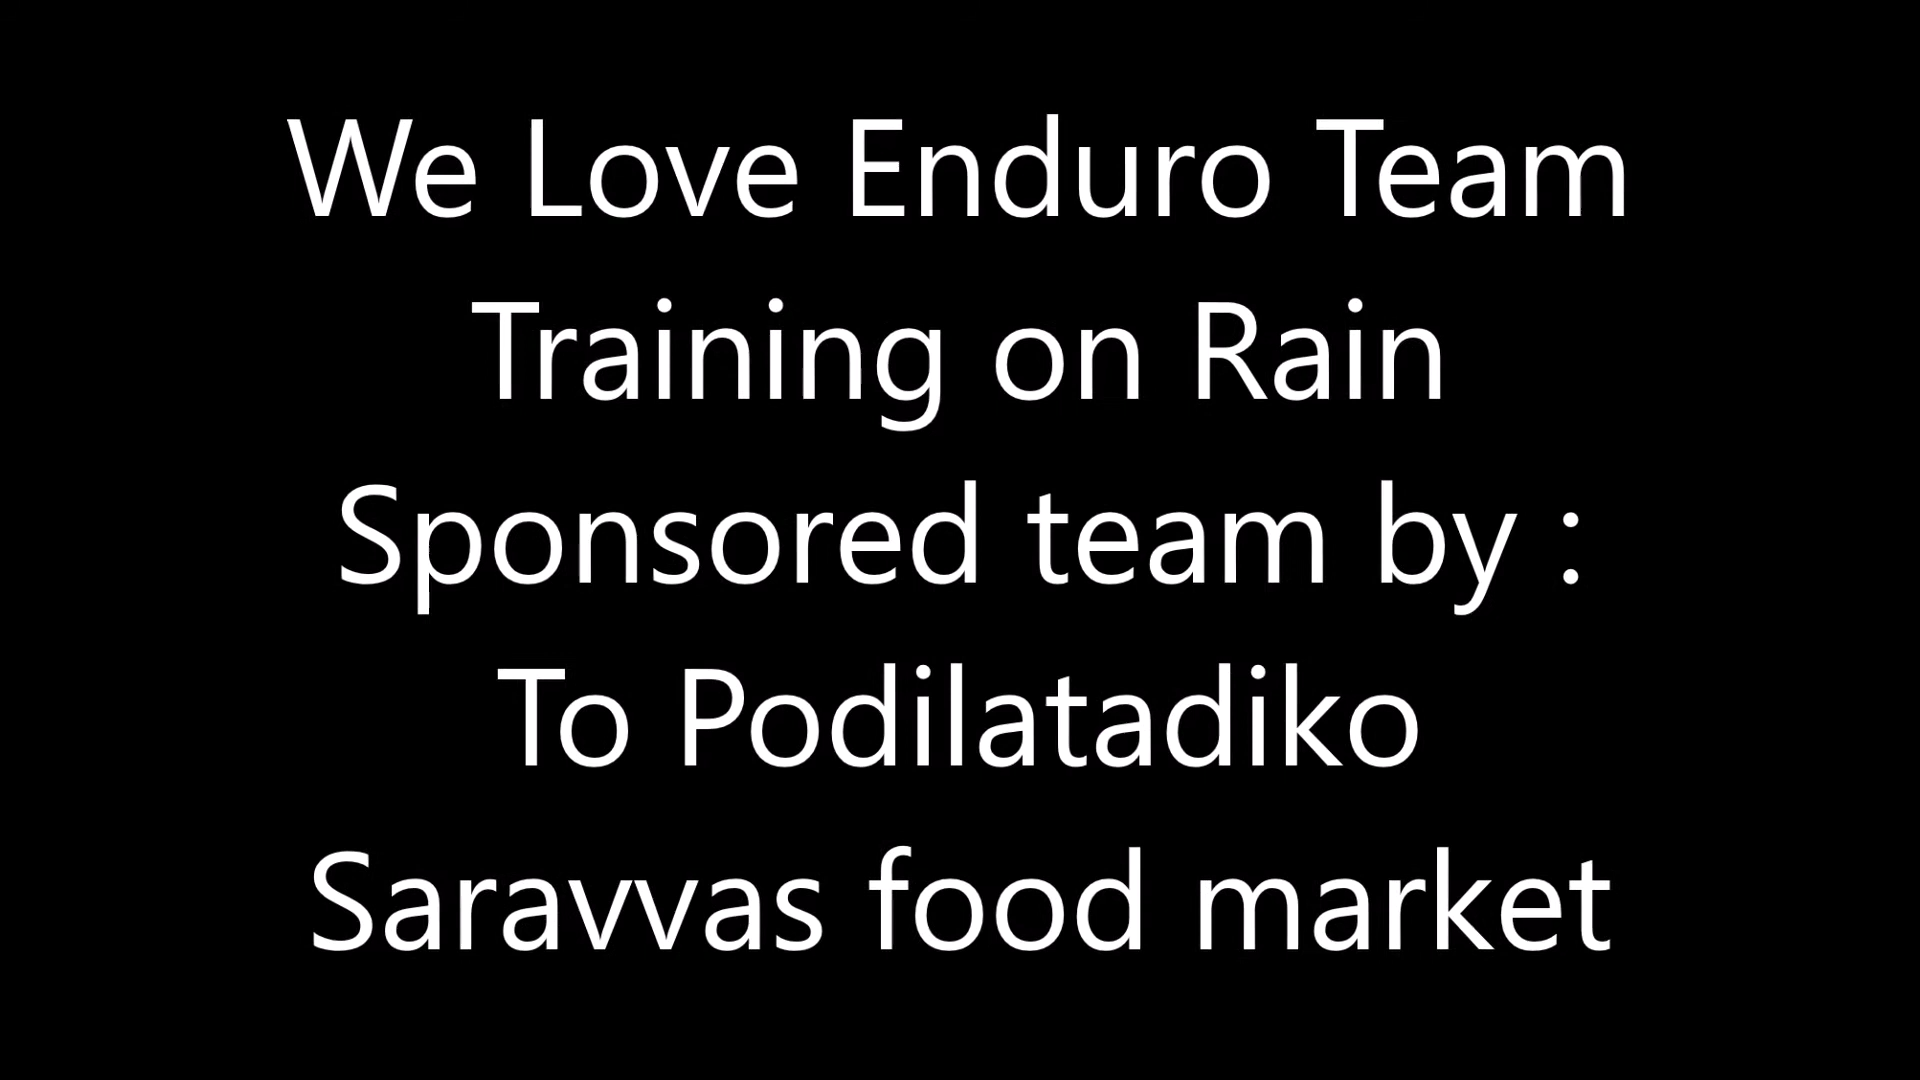 We Love Enduro Team
Training on Rain
Sponsored team by :
To Podilatadiko
Saravvas food market